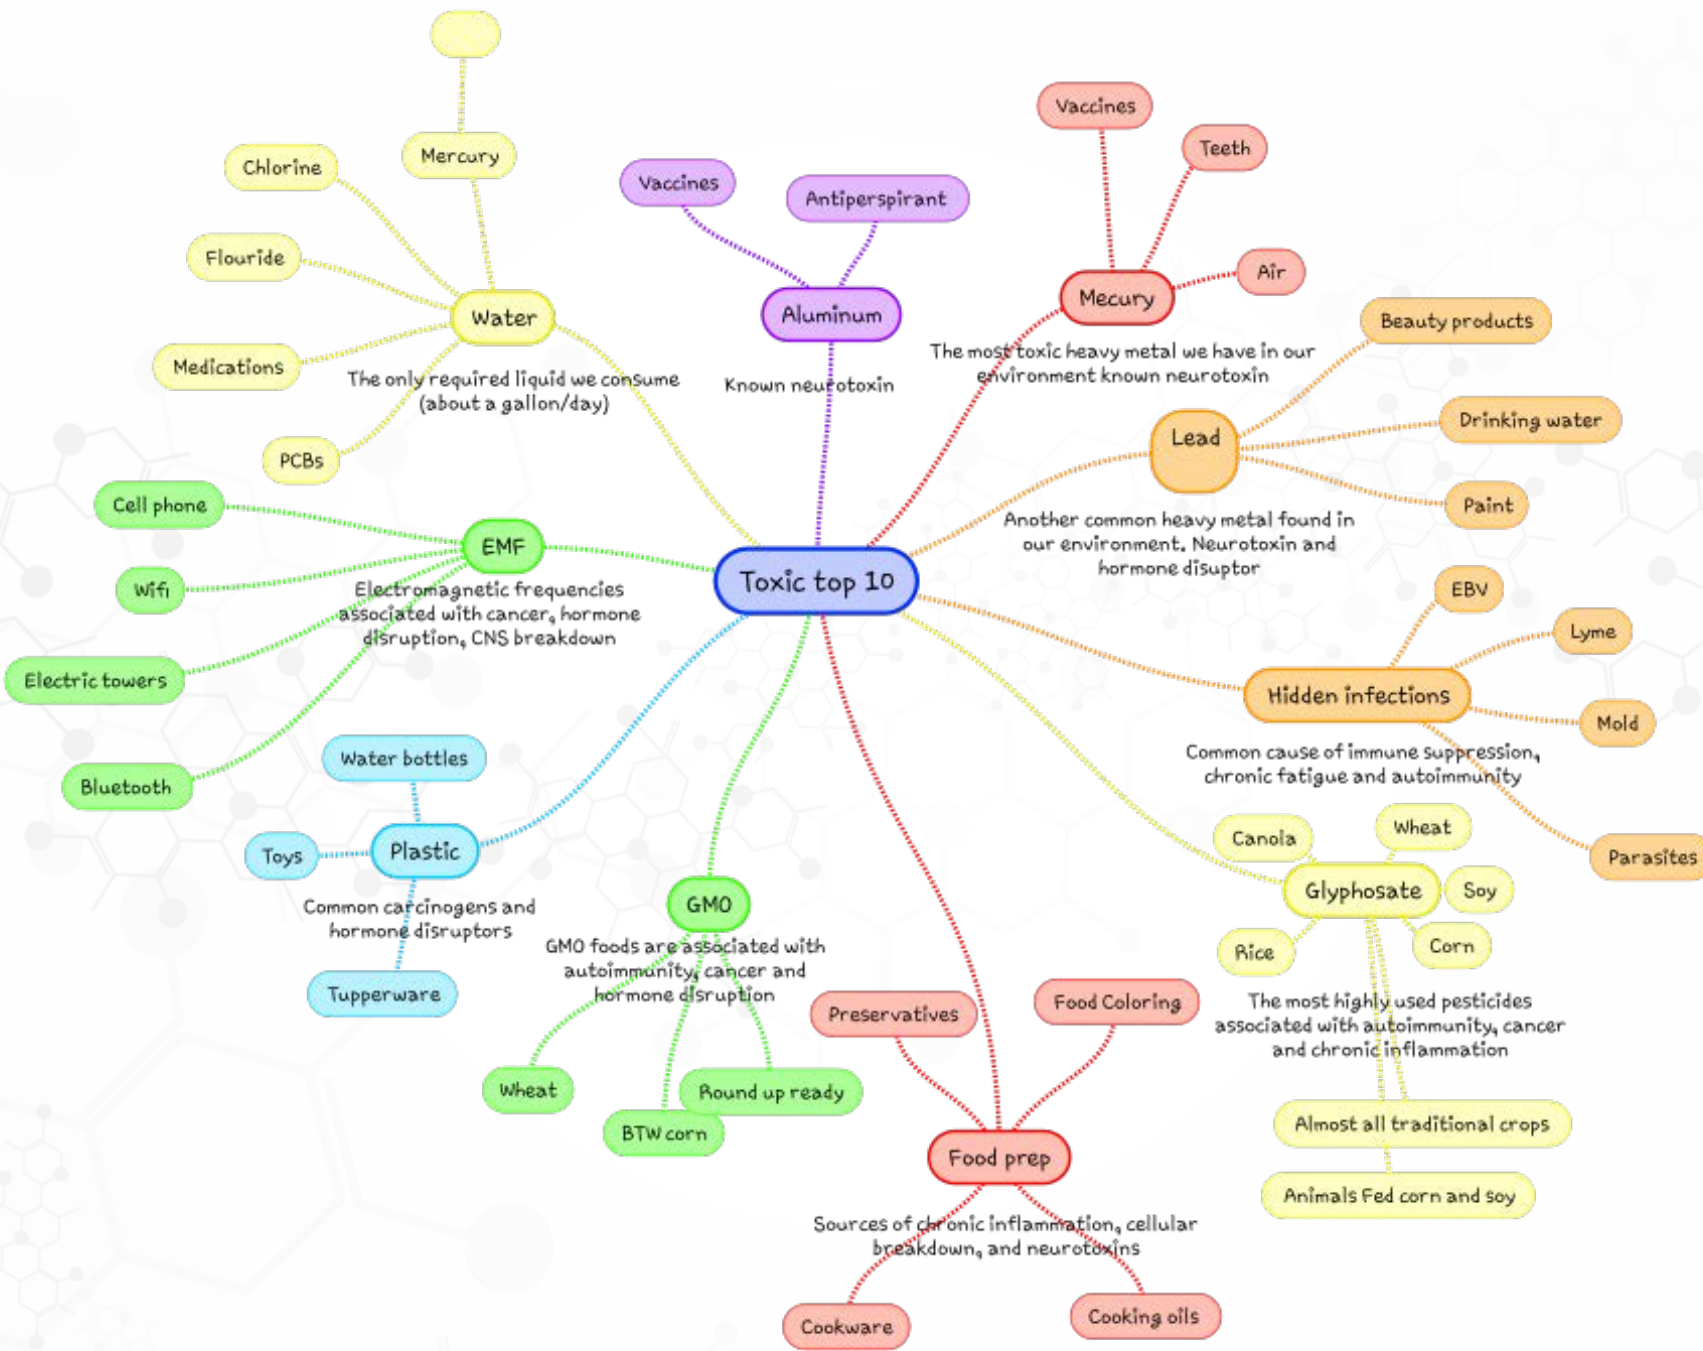 Toxic top 10
Water
The only required liquid we consume
(about a gallon/day)
Mercury
Chlorine
Flouride
Medications
PCBs
Aluminum
Known neurotoxin
Vaccines
Antiperspirant
Mecury
The most toxic heavy metal we have in our
environment known neurotoxin
Vaccines
Teeth
Air
Lead
Another common heavy metal found in
our environment. Neurotoxin and
hormone disuptor
Beauty products
Drinking water
Paint
Hidden infections
Common cause of immune suppression,
chronic fatigue and autoimmunity
EBV
Lyme
Mold
Parasites
Glyphosate
The most highly used pesticides
associated with autoimmunity, cancer
and chronic inflammation
Canola
Wheat
Soy
Corn
Rice
Almost all traditional crops
Animals Fed corn and soy
Food prep
Sources of chronic inflammation, cellular
breakdown, and neurotoxins
Preservatives
Food Coloring
Cookware
Cooking oils
GMO
GMO foods are associated with
autoimmunity, cancer and
hormone disruption
Wheat
BTW corn
Round up ready
Plastic
Common carcinogens and
hormone disruptors
Water bottles
Toys
Tupperware
EMF
Electromagnetic frequencies
associated with cancer, hormone
disruption, CNS breakdown
Cell phone
Wifi
Electric towers
Bluetooth